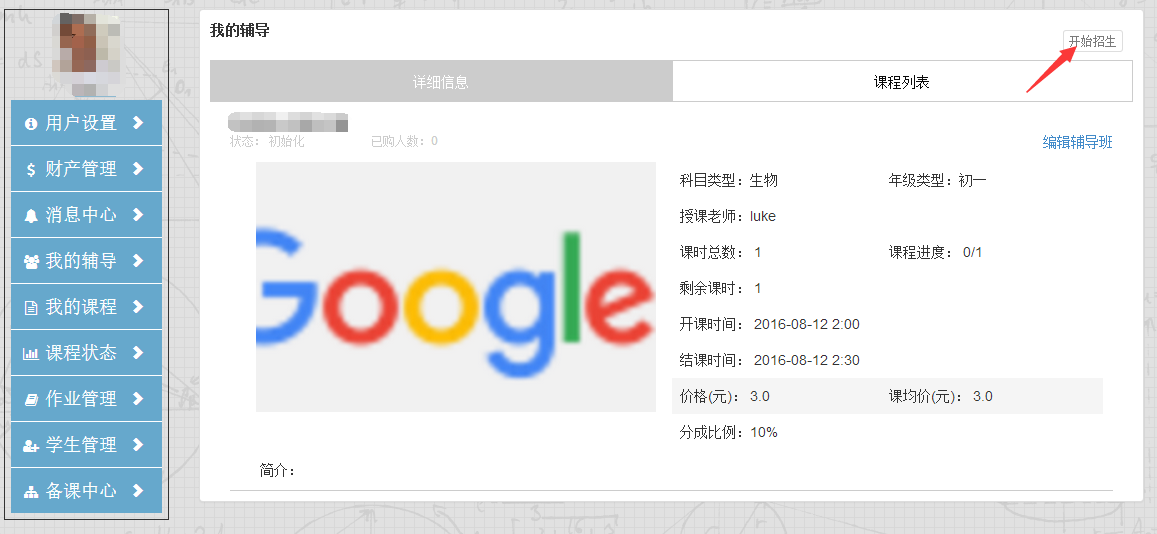 用户设置
财产管理
消息中心
我的辅导
我的课程
课程状态
作业管理
学生管理
备课中心
我的辅导
开始招生
详细信息 课程列表
状态：初始化 已购人数：0
编辑辅导班
Google
科目类型：生物 年级类型：初一
授课老师：luke
课时总数：1 课程进度：0/1
剩余课时：1
开课时间：2016-08-12 2:00
结课时间：2016-08-12 2:30
价格(元)：3.0 课均价(元)：3.0
分成比例：10%
简介：